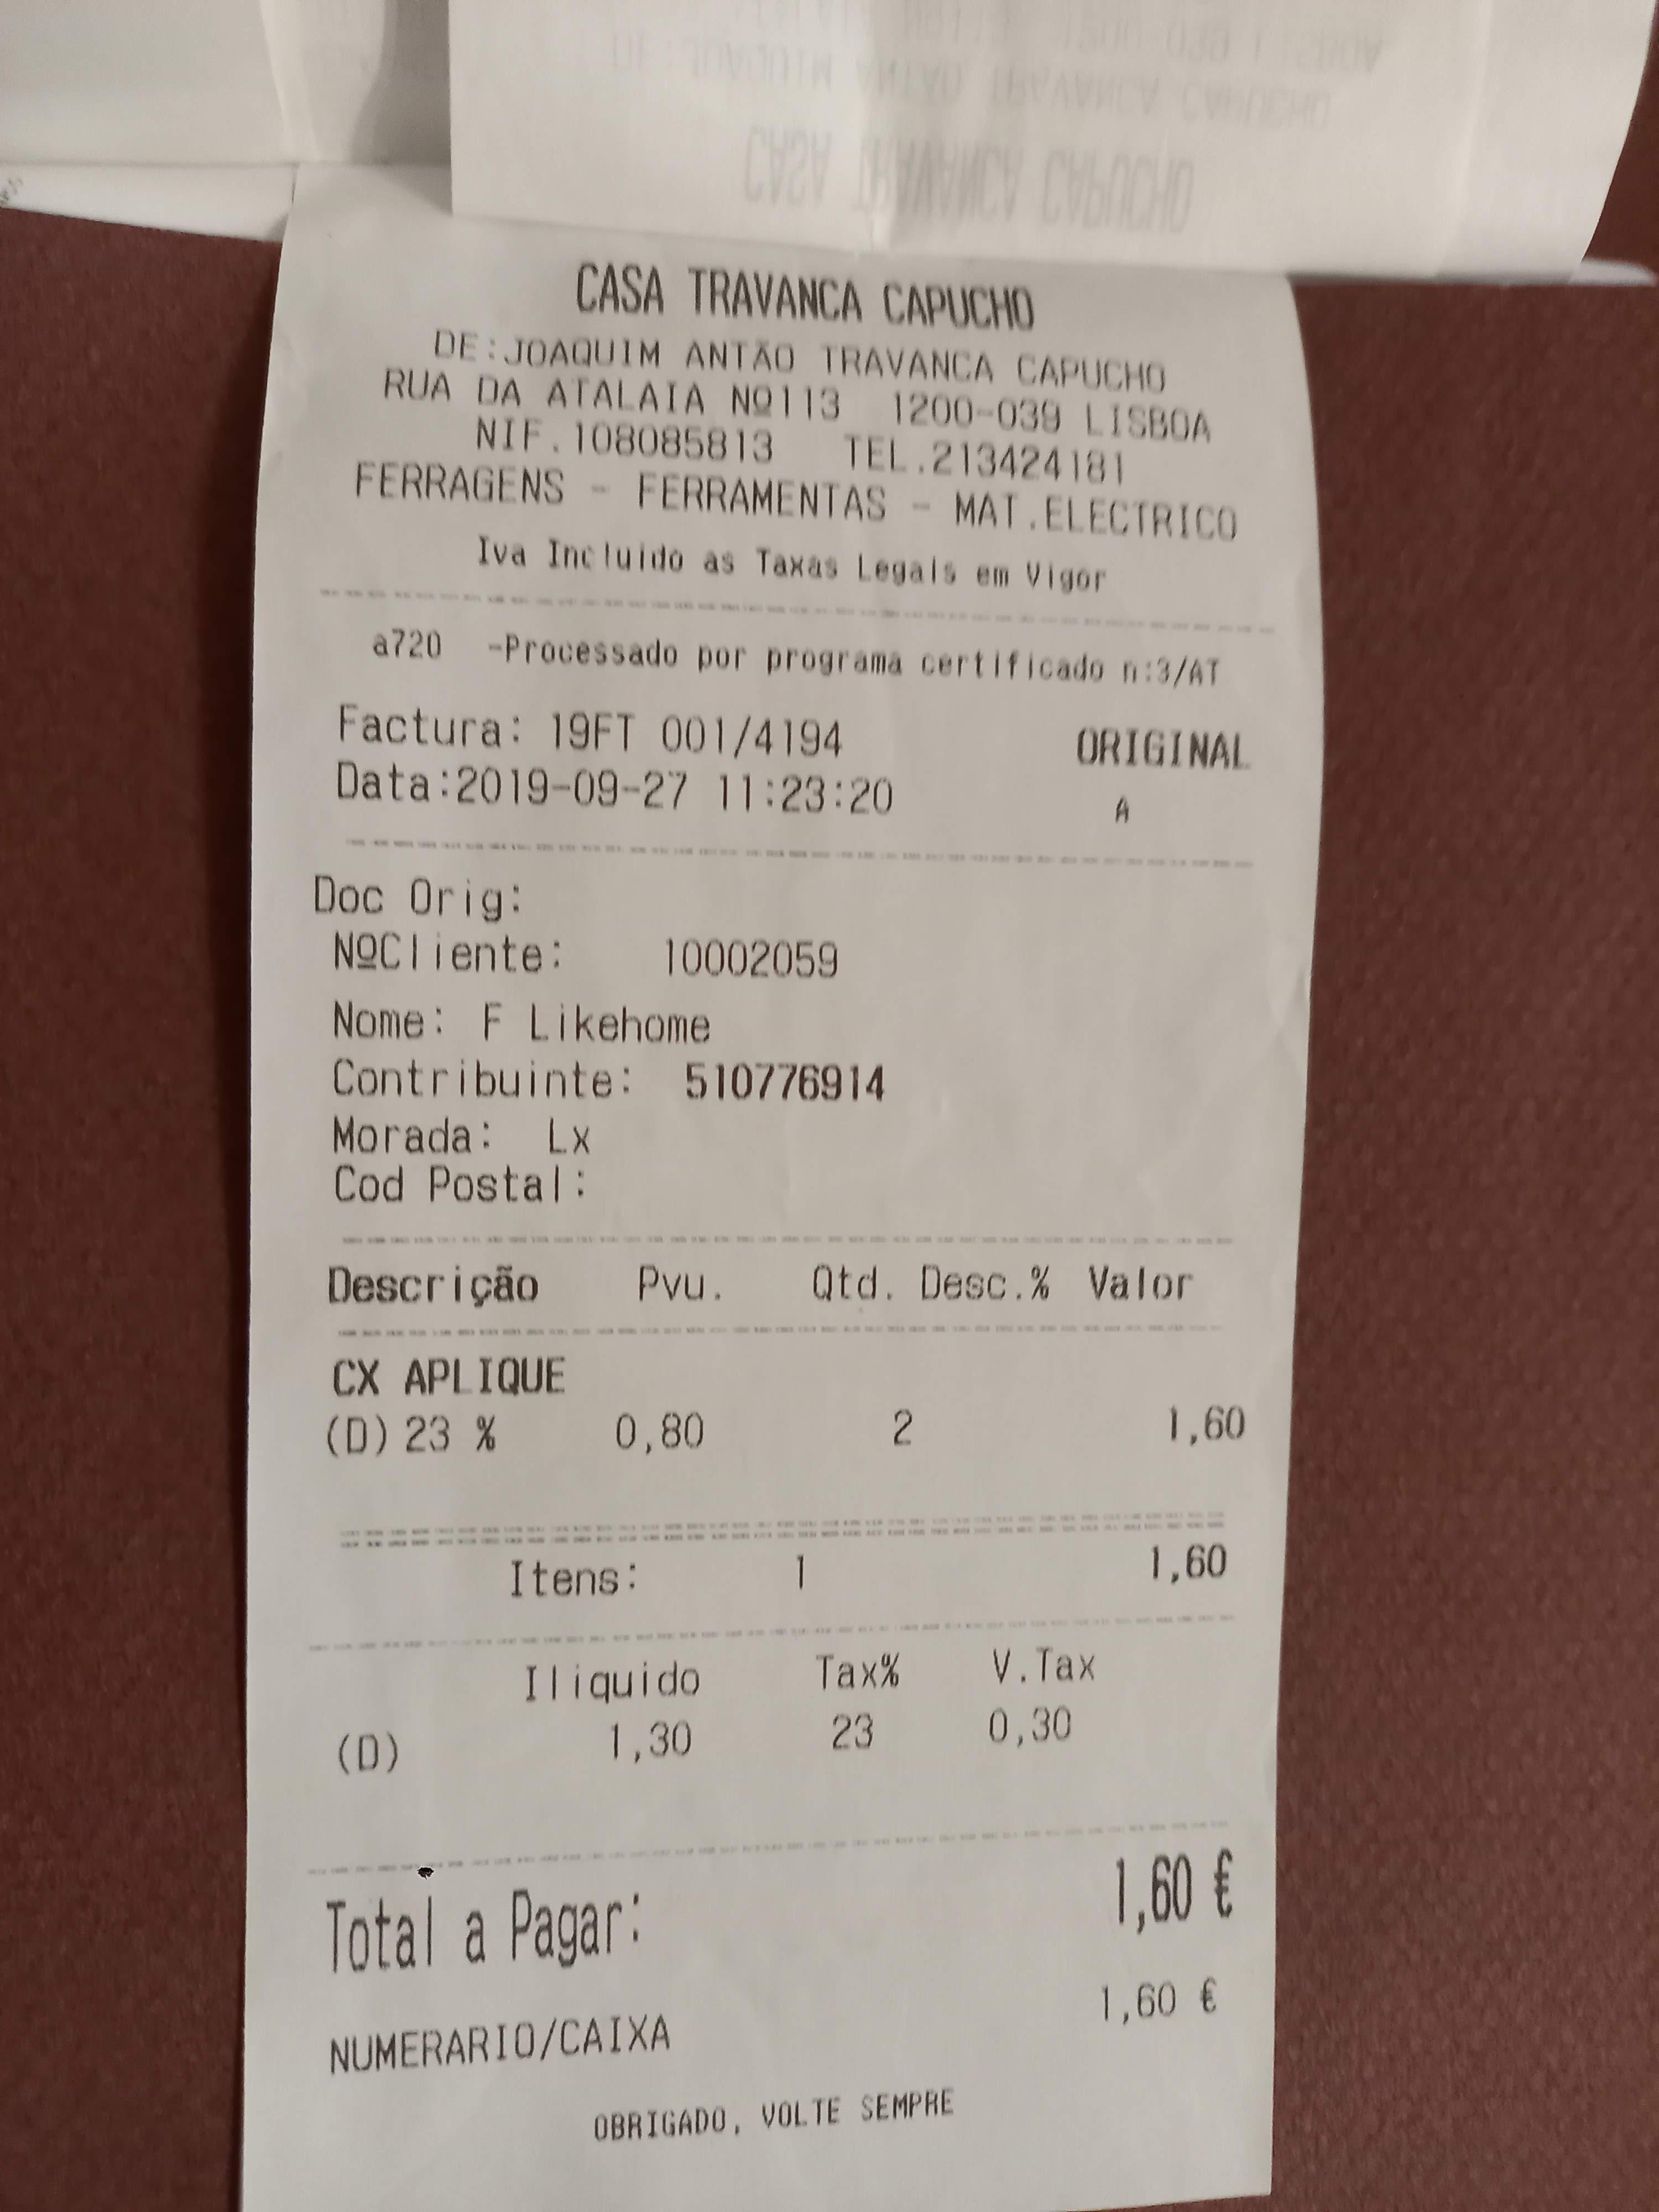 CASA TRAVANCA CAPUCHO
DE:JOAQUIM ANTÃO TRAVANCA CAPUCHO
RUA DA ATALAIA Nº113 1200-039 LISBOA
NIF.108085813 TEL.213424181
FERRAGENS - FERRAMENTAS - MAT.ELECTRICO
Iva Incluido as Taxas Legais em Vigor
a720 -Processado por programa certificado n:3/AT
Factura: 19FT 001/4194 ORIGINAL
Data:2019-09-27 11:23:20 A
Doc Orig:
NºCliente: 10002059
Nome: F Likehome
Contribuinte: 510776914
Morada: Lx
Cod Postal:
Descrição Pvu. Qtd. Desc.% Valor
CX APLIQUE
(D) 23 % 0,80 2 1,60
Itens: 1 1,60
Iliquido Tax% V.Tax
(D) 1,30 23 0,30
Total a Pagar: 1,60 €
NUMERARIO/CAIXA 1,60 €
OBRIGADO, VOLTE SEMPRE